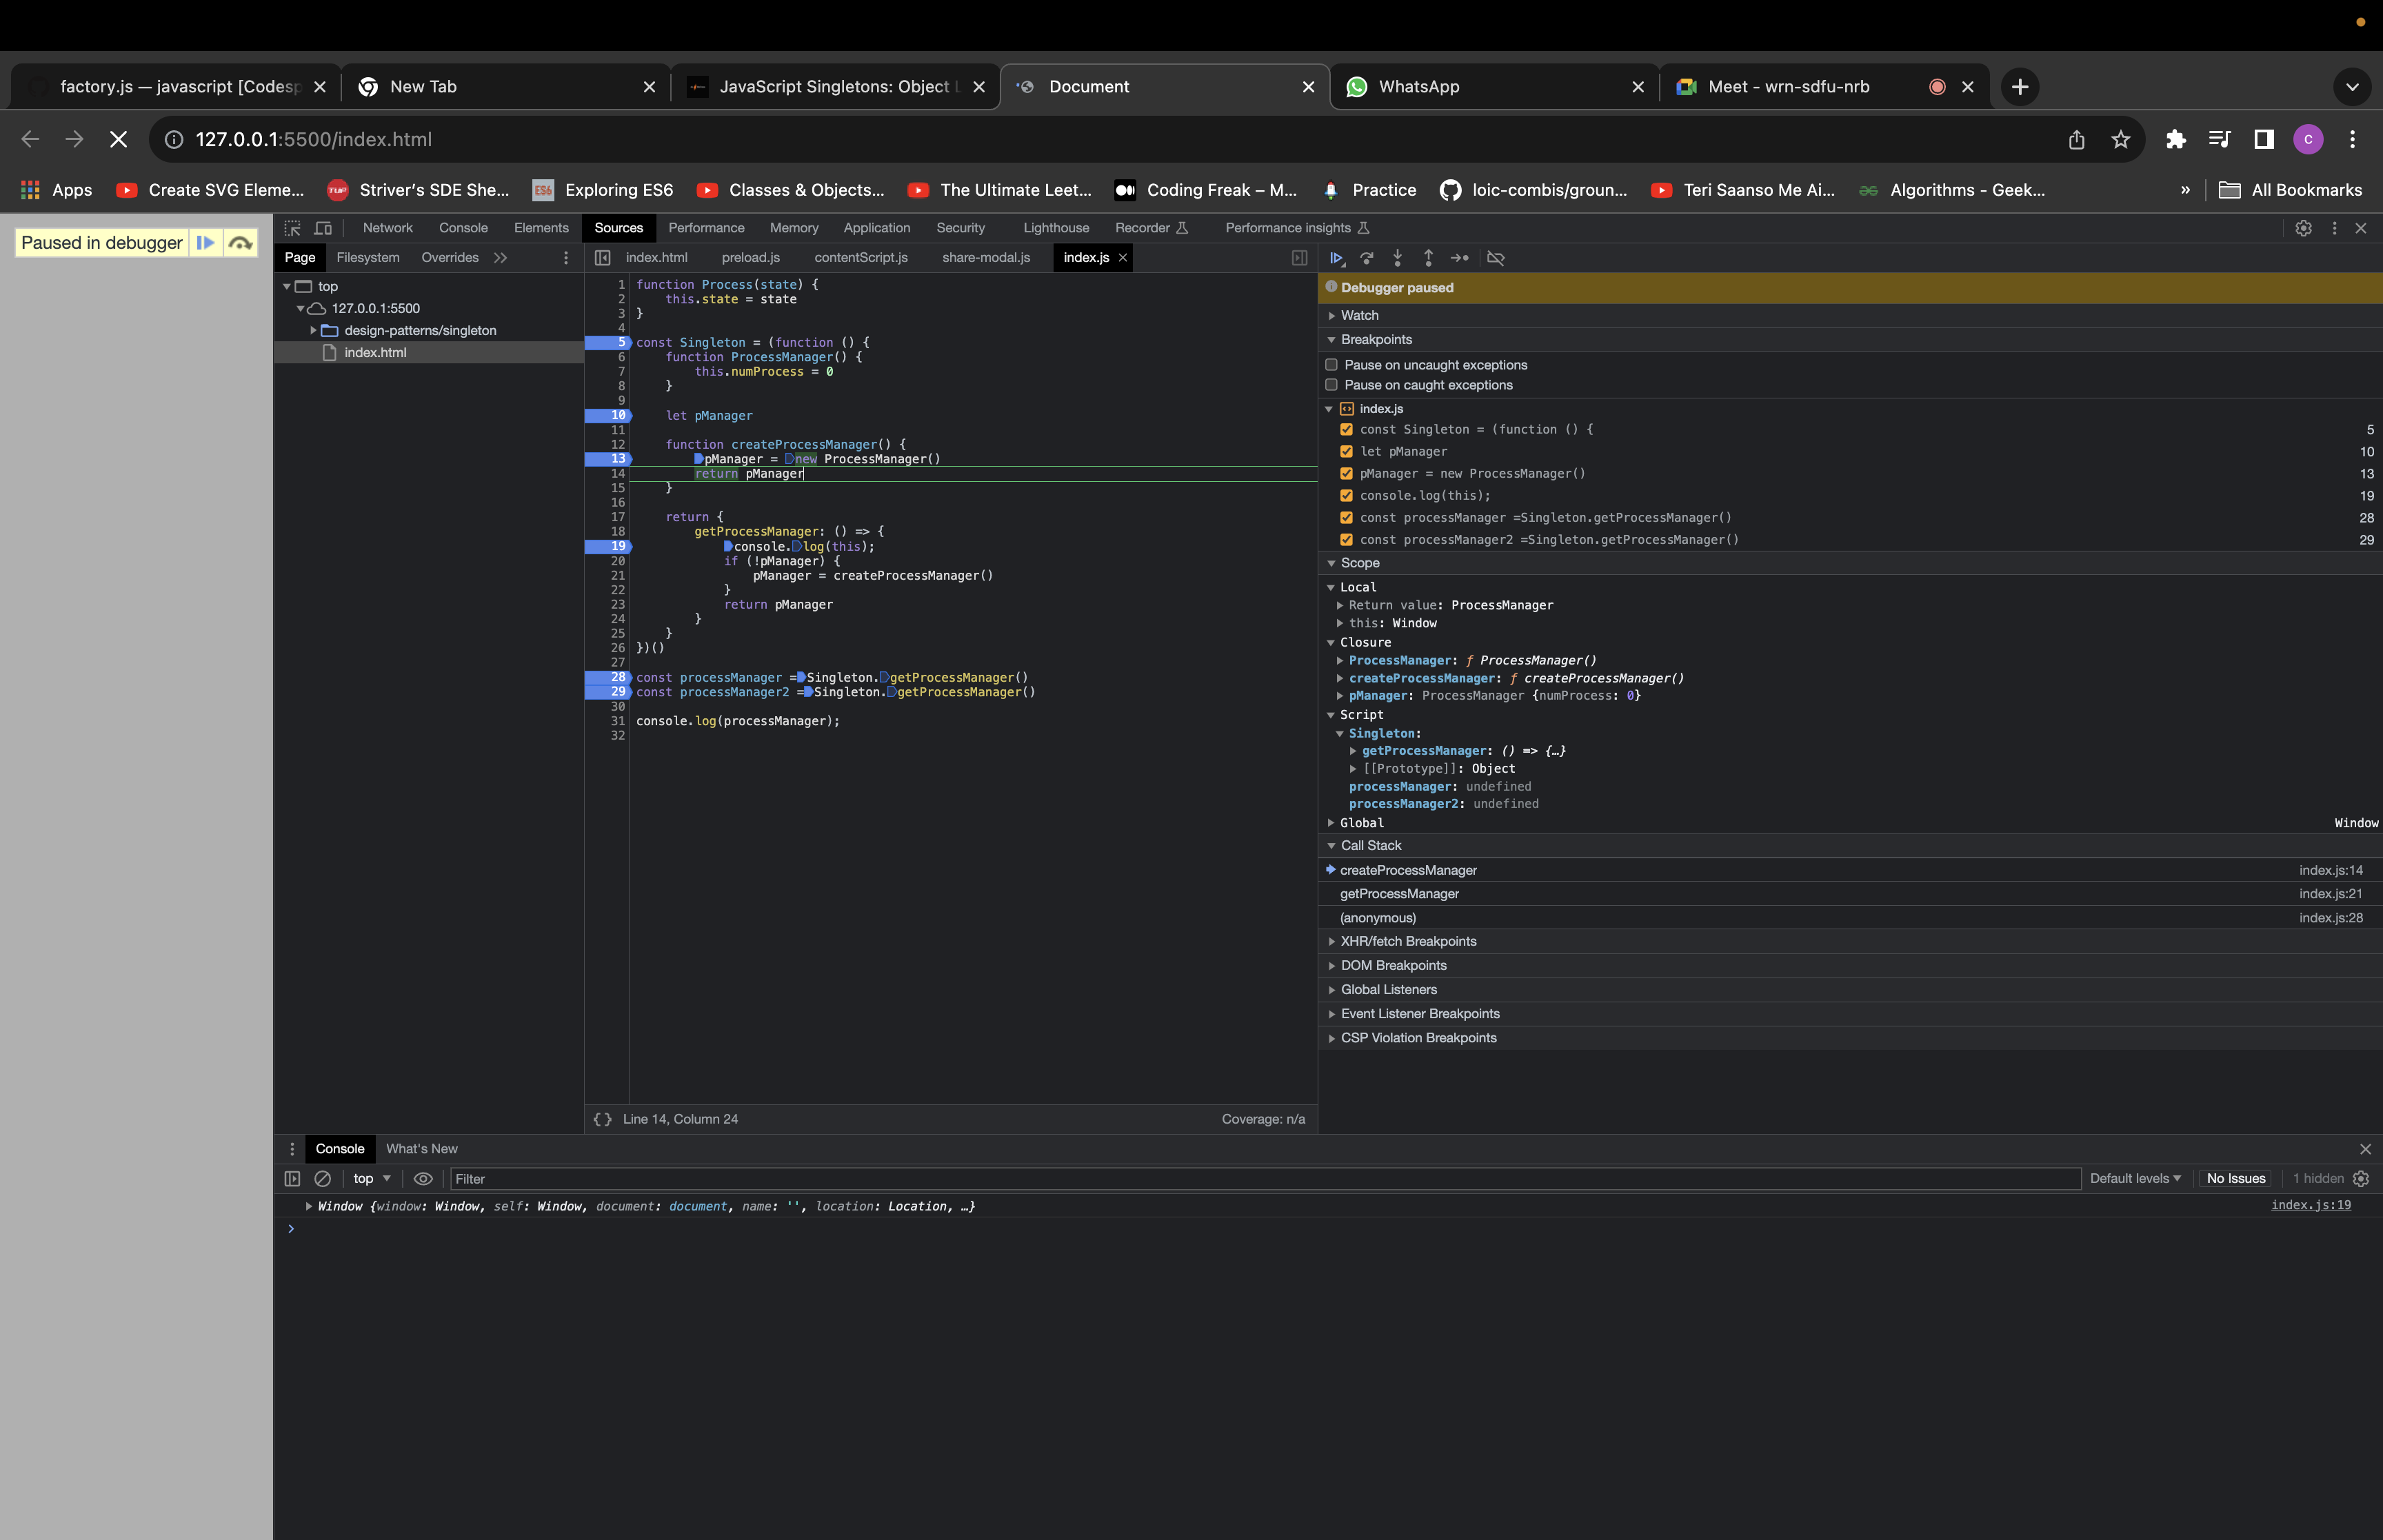 factory.js — javascript [Codesp
New Tab
JavaScript Singletons: Object L
Document
WhatsApp
Meet - wrn-sdfu-nrb
127.0.0.1:5500/index.html
C
Apps
Create SVG Eleme...
Striver's SDE She...
Exploring ES6
Classes & Objects...
The Ultimate Leet...
Coding Freak – M...
Practice
loic-combis/groun...
Teri Saanso Me Ai...
Algorithms - Geek...
»
All Bookmarks
Paused in debugger
Network
Console
Elements
Sources
Performance
Memory
Application
Security
Lighthouse
Recorder
Performance insights
Page
Filesystem
Overrides
index.html
preload.js
contentScript.js
share-modal.js
index.js
top
127.0.0.1:5500
design-patterns/singleton
index.html
1 function Process(state) {
2 this.state = state
3 }
4
5 const Singleton = (function () {
6 function ProcessManager() {
7 this.numProcess = 0
8 }
9
10 let pManager
11
12 function createProcessManager() {
13 pManager = new ProcessManager()
14 return pManager
15 }
16
17 return {
18 getProcessManager: () => {
19 console.log(this);
20 if (!pManager) {
21 pManager = createProcessManager()
22 }
23 return pManager
24 }
25 }
26 })()
27
28 const processManager =Singleton.getProcessManager()
29 const processManager2 =Singleton.getProcessManager()
30
31 console.log(processManager);
32
{ } Line 14, Column 24
Coverage: n/a
Debugger paused
Watch
Breakpoints
Pause on uncaught exceptions
Pause on caught exceptions
index.js
const Singleton = (function () { 5
let pManager 10
pManager = new ProcessManager() 13
console.log(this); 19
const processManager =Singleton.getProcessManager() 28
const processManager2 =Singleton.getProcessManager() 29
Scope
Local
Return value: ProcessManager
this: Window
Closure
ProcessManager: ƒ ProcessManager()
createProcessManager: ƒ createProcessManager()
pManager: ProcessManager {numProcess: 0}
Script
Singleton:
getProcessManager: () => {…}
[[Prototype]]: Object
processManager: undefined
processManager2: undefined
Global Window
Call Stack
createProcessManager index.js:14
getProcessManager index.js:21
(anonymous) index.js:28
XHR/fetch Breakpoints
DOM Breakpoints
Global Listeners
Event Listener Breakpoints
CSP Violation Breakpoints
Console
What's New
top
Filter
Default levels
No Issues
1 hidden
Window {window: Window, self: Window, document: document, name: '', location: Location, …}
index.js:19